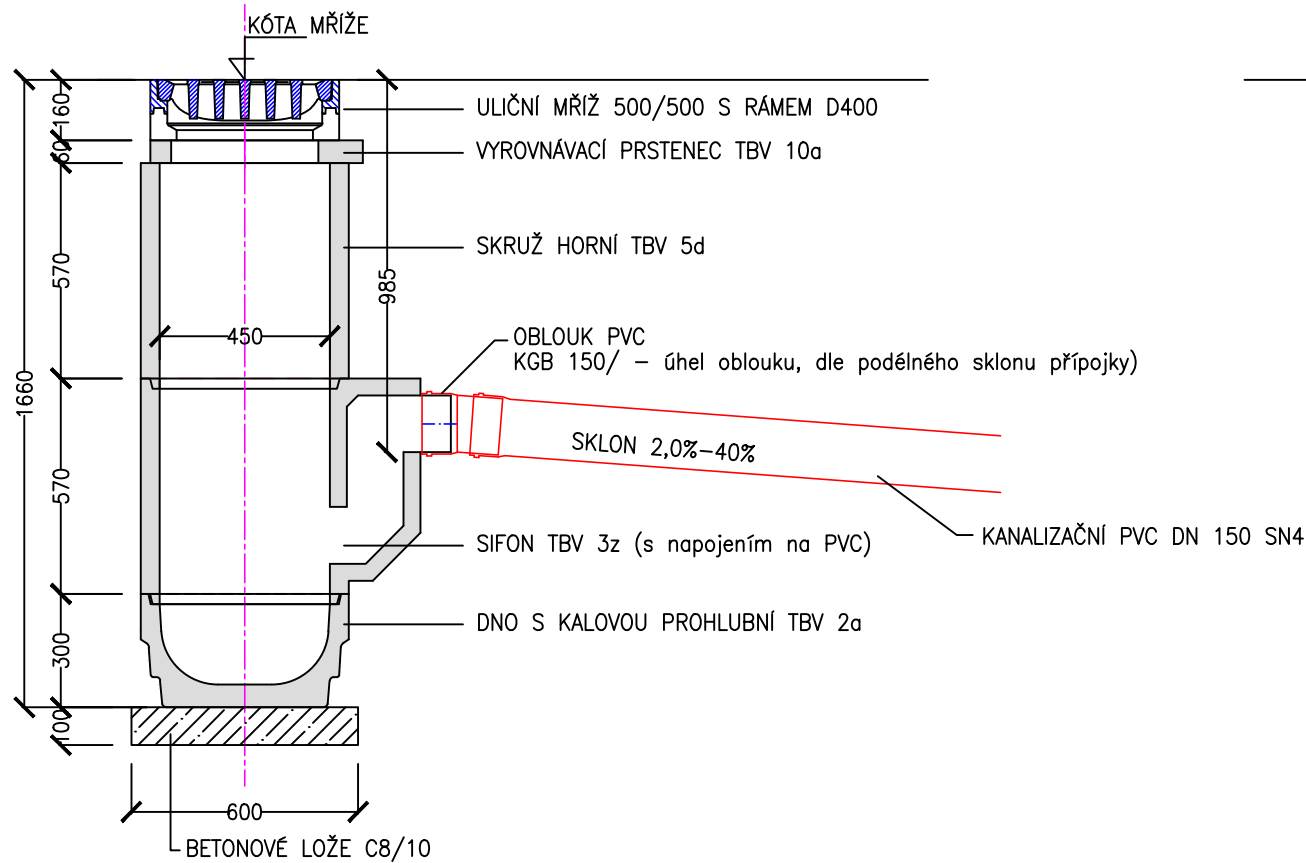 KÓTA MŘÍŽE
ULIČNÍ MŘÍŽ 500/500 S RÁMEM D400
VYROVNÁVACÍ PRSTENEC TBV 10a
SKRUŽ HORNÍ TBV 5d
OBLOUK PVC
KGB 150/ – úhel oblouku, dle podélného sklonu přípojky)
SKLON 2,0%–40%
KANALIZAČNÍ PVC DN 150 SN4
SIFON TBV 3z (s napojením na PVC)
DNO S KALOVOU PROHLUBNÍ TBV 2a
BETONOVÉ LOŽE C8/10
160
60
570
570
300
100
1660
985
450
600